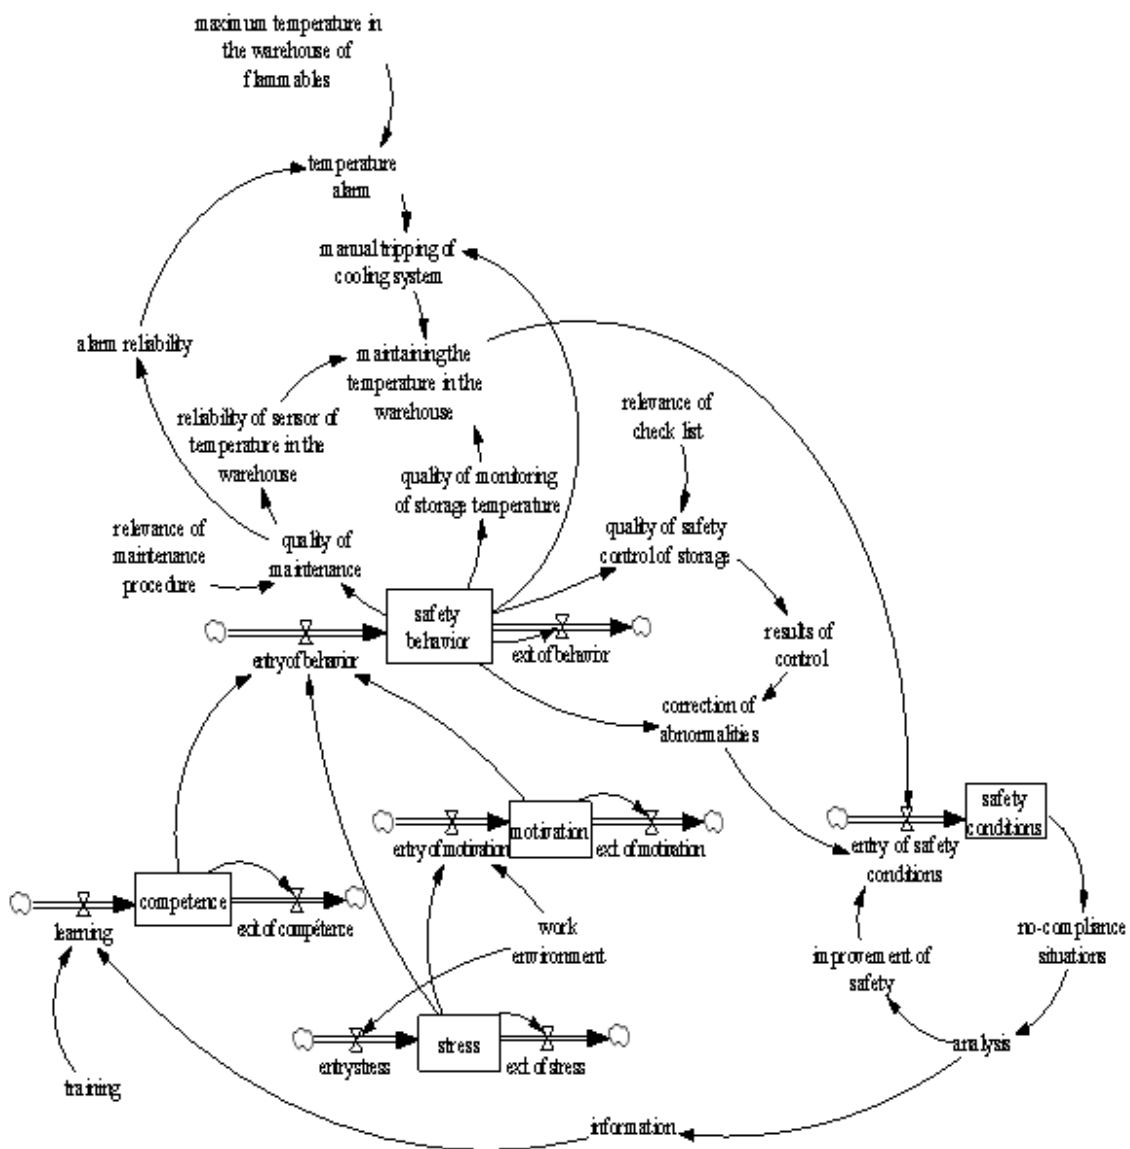 maximum temperature in
the warehouse of
flammables
temperature
alarm
manual tripping of
cooling system
alarm reliability
maintaining the
temperature in the
warehouse
reliability of sensor of
temperature in the
warehouse
relevance of
check list
quality of monitoring
of storage temperature
relevance of
maintenance
procedure
quality of
maintenance
quality of safety
control of storage
safety
behavior
entry of behavior
exit of behavior
results of
control
correction of
abnormalities
safety
conditions
entry of safety
conditions
motivation
entry of motivation
exit of motivation
competence
learning
exit of compétence
work
environment
no-compliance
situations
improvement of
safety
stress
entry stress
exit of stress
analysis
training
information